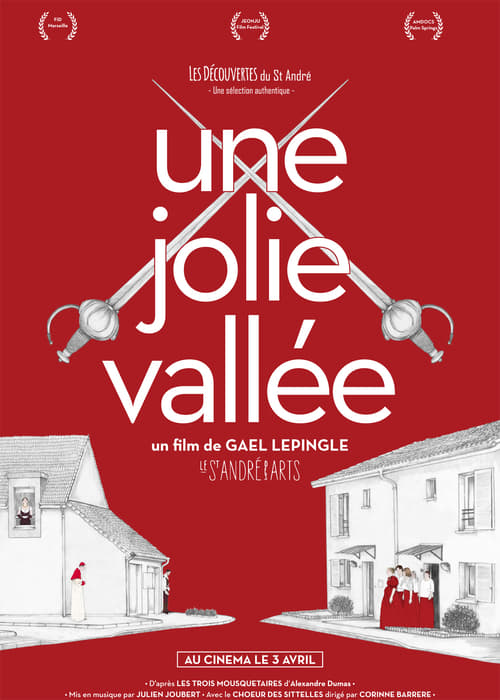 FID
Marseille
JEONJU
Film Festival
AMDOCS
Palm Springs
LES DÉCOUVERTES du St André
- Une sélection authentique -
une
jolie
vallée
un film de GAEL LEPINGLE
LE ST ANDRÉ DES ARTS
AU CINEMA LE 3 AVRIL
• D'après LES TROIS MOUSQUETAIRES d'Alexandre Dumas •
• Mis en musique par JULIEN JOUBERT • Avec le CHOEUR DES SITTELLES dirigé par CORINNE BARRERE •